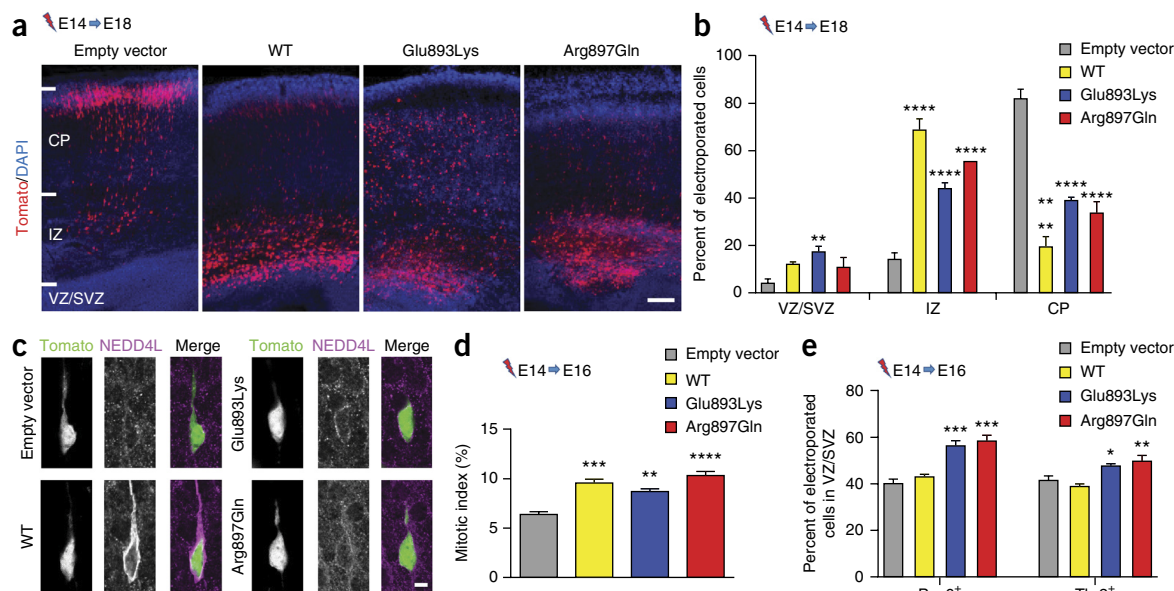 a
E14 E18
Empty vector WT Glu893Lys Arg897Gln
Tomato/DAPI
CP
IZ
VZ/SVZ
b
E14 E18
Percent of electroporated cells
100
80
60
40
20
0
Empty vector
WT
Glu893Lys
Arg897Gln
**
****
****
****
**
**
****
****
VZ/SVZ IZ CP
c
Tomato NEDD4L Merge Tomato NEDD4L Merge
Empty vector
Glu893Lys
WT
Arg897Gln
d
E14 E16
Empty vector
WT
Glu893Lys
Arg897Gln
Mitotic index (%)
15
10
5
0
***
**
****
e
E14 E16
Empty vector
WT
Glu893Lys
Arg897Gln
Percent of electroporated
cells in VZ/SVZ
80
60
40
20
0
***
***
*
**